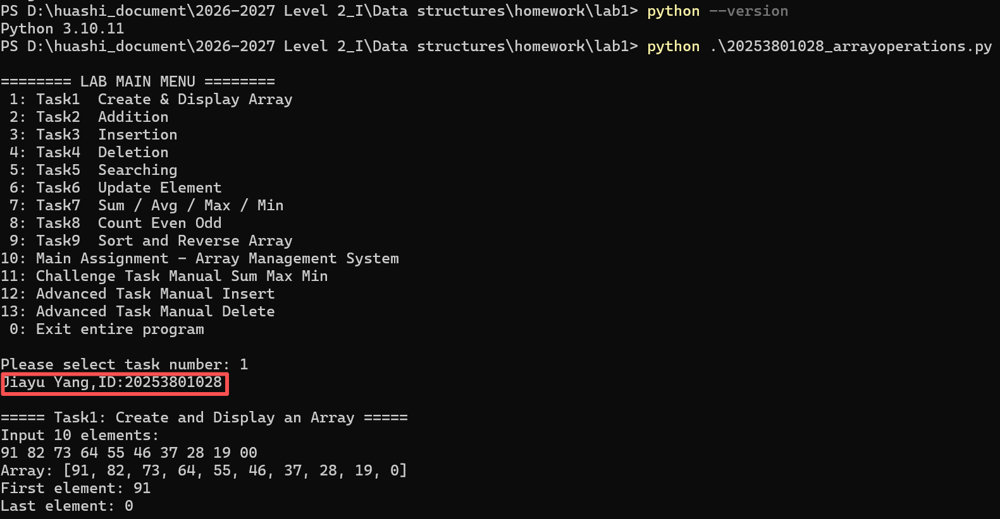 PS D:\huashi_document\2026-2027 Level 2_I\Data structures\homework\lab1> python --version
Python 3.10.11
PS D:\huashi_document\2026-2027 Level 2_I\Data structures\homework\lab1> python .\20253801028_arrayoperations.py
======== LAB MAIN MENU ========
1: Task1  Create & Display Array
2: Task2  Addition
3: Task3  Insertion
4: Task4  Deletion
5: Task5  Searching
6: Task6  Update Element
7: Task7  Sum / Avg / Max / Min
8: Task8  Count Even Odd
9: Task9  Sort and Reverse Array
10: Main Assignment - Array Management System
11: Challenge Task Manual Sum Max Min
12: Advanced Task Manual Insert
13: Advanced Task Manual Delete
0: Exit entire program
Please select task number: 1
Jiayu Yang,ID:20253801028
===== Task1: Create and Display an Array =====
Input 10 elements:
91 82 73 64 55 46 37 28 19 00
Array: [91, 82, 73, 64, 55, 46, 37, 28, 19, 0]
First element: 91
Last element: 0